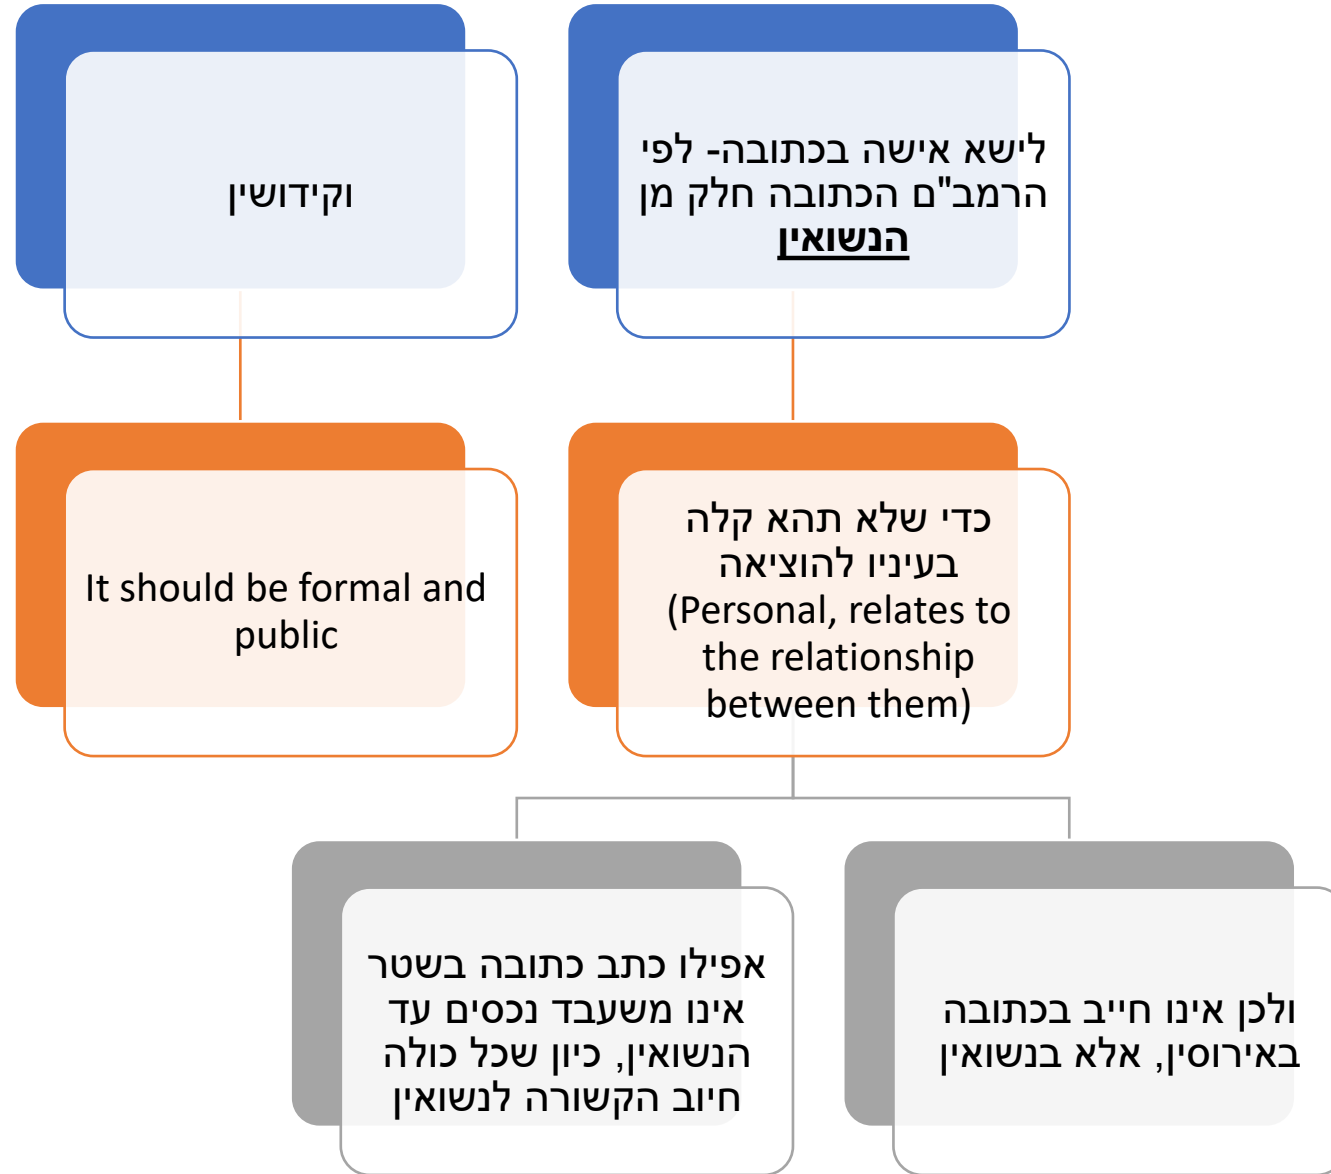 לישא אישה בכתובה- לפי
הרמב"ם הכתובה חלק מן
הנשואין
וקידושין
כדי שלא תהא קלה
בעיניו להוציאה
(Personal, relates to
the relationship
between them)
It should be formal and
public
ולכן אינו חייב בכתובה
באירוסין, אלא בנשואין
אפילו כתב כתובה בשטר
אינו משעבד נכסים עד
הנשואין, כיון שכל כולה
חיוב הקשורה לנשואין